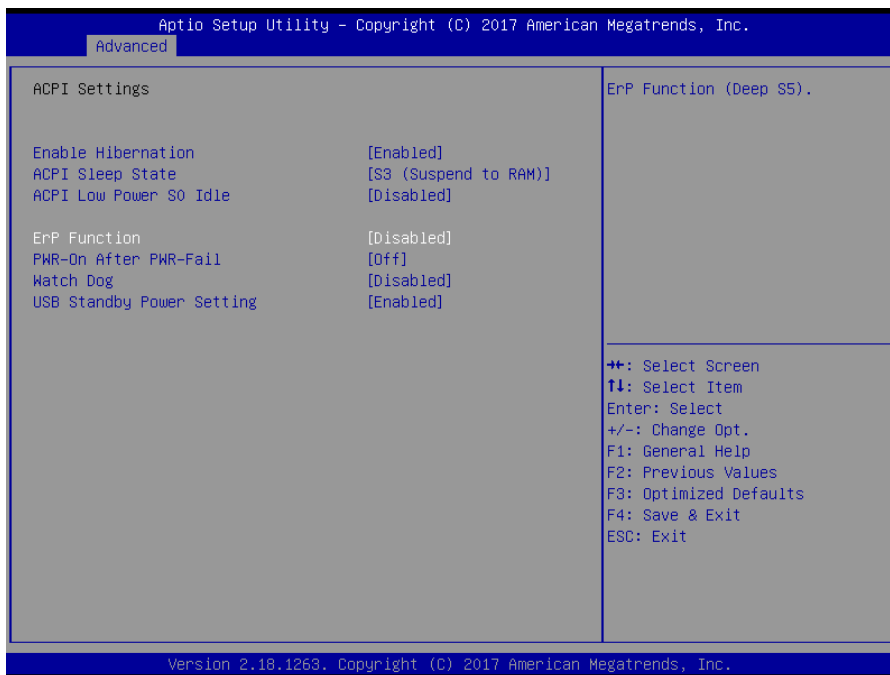 Aptio Setup Utility – Copyright (C) 2017 American Megatrends, Inc.
Advanced
ACPI Settings
Enable Hibernation [Enabled]
ACPI Sleep State [S3 (Suspend to RAM)]
ACPI Low Power S0 Idle [Disabled]
ErP Function [Disabled]
PWR-On After PWR-Fail [Off]
Watch Dog [Disabled]
USB Standby Power Setting [Enabled]
ErP Function (Deep S5).
→←: Select Screen
↑↓: Select Item
Enter: Select
+/-: Change Opt.
F1: General Help
F2: Previous Values
F3: Optimized Defaults
F4: Save & Exit
ESC: Exit
Version 2.18.1263. Copyright (C) 2017 American Megatrends, Inc.